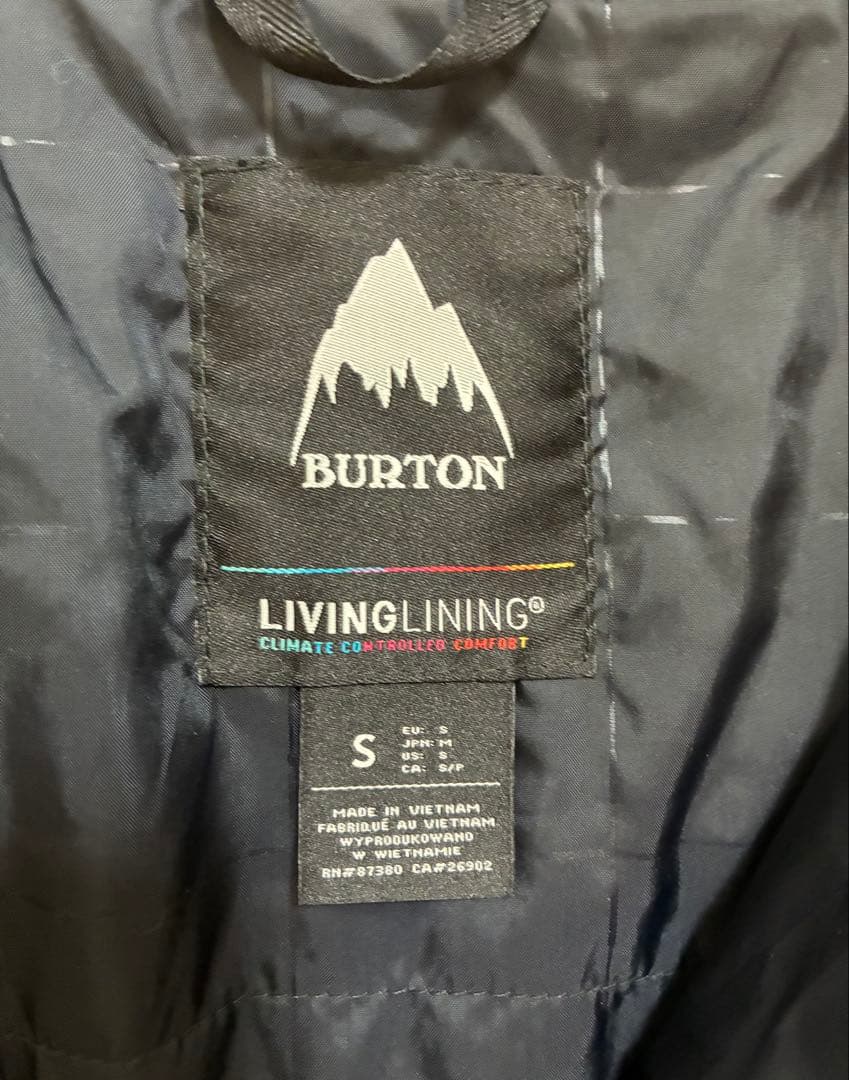 BURTON
LIVINGLINING®
CLIMATE CONTROLLED COMFORT
S
EU: S
JPN: M
US: S
CA: S/P
MADE IN VIETNAM
FABRIQUÉ AU VIETNAM
WYPRODUKOWANO
W WIETNAMIE
RN#87380 CA#26902